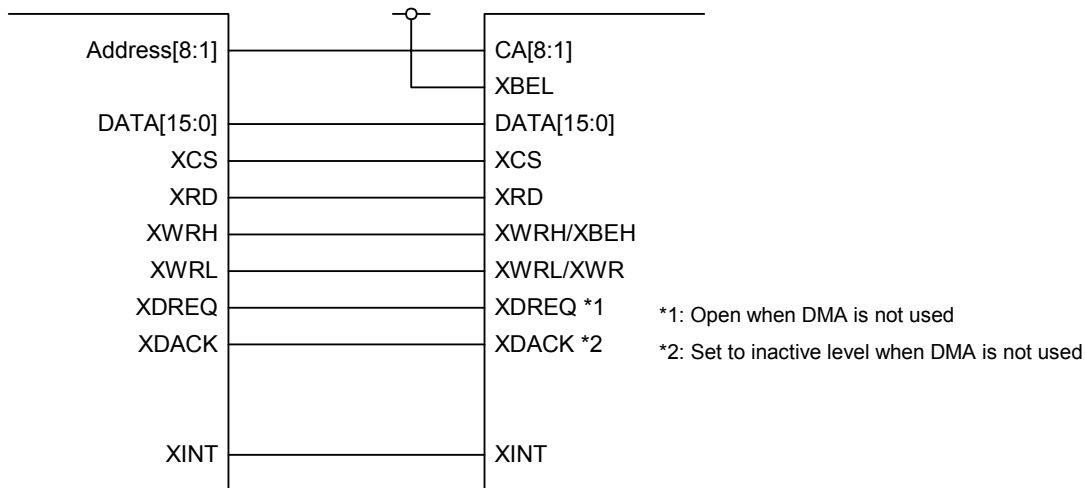 Address[8:1] CA[8:1]
XBEL
DATA[15:0] DATA[15:0]
XCS XCS
XRD XRD
XWRH XWRH/XBEH
XWRL XWRL/XWR
XDREQ XDREQ *1 *1: Open when DMA is not used
XDACK XDACK *2 *2: Set to inactive level when DMA is not used
XINT XINT